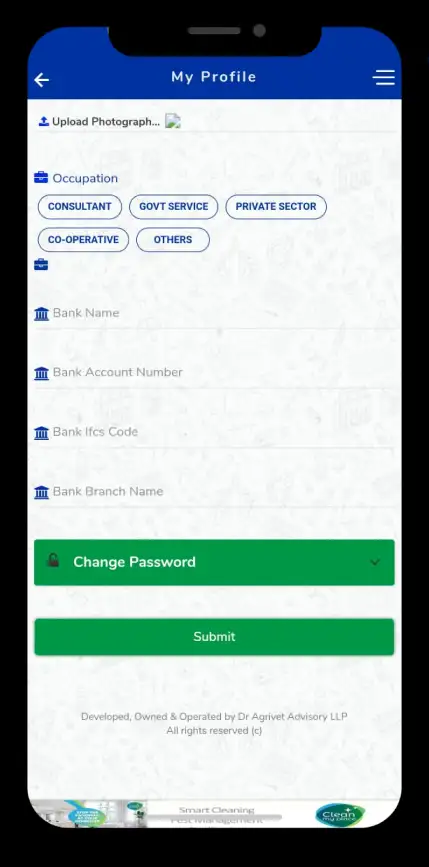 My Profile
Upload Photograph...
Occupation
CONSULTANT GOVT SERVICE PRIVATE SECTOR
CO-OPERATIVE OTHERS
Bank Name
Bank Account Number
Bank Ifcs Code
Bank Branch Name
Change Password
Submit
Developed, Owned & Operated by Dr Agrivet Advisory LLP
All rights reserved (c)
Smart Cleaning
Pest Management
Clean
my place